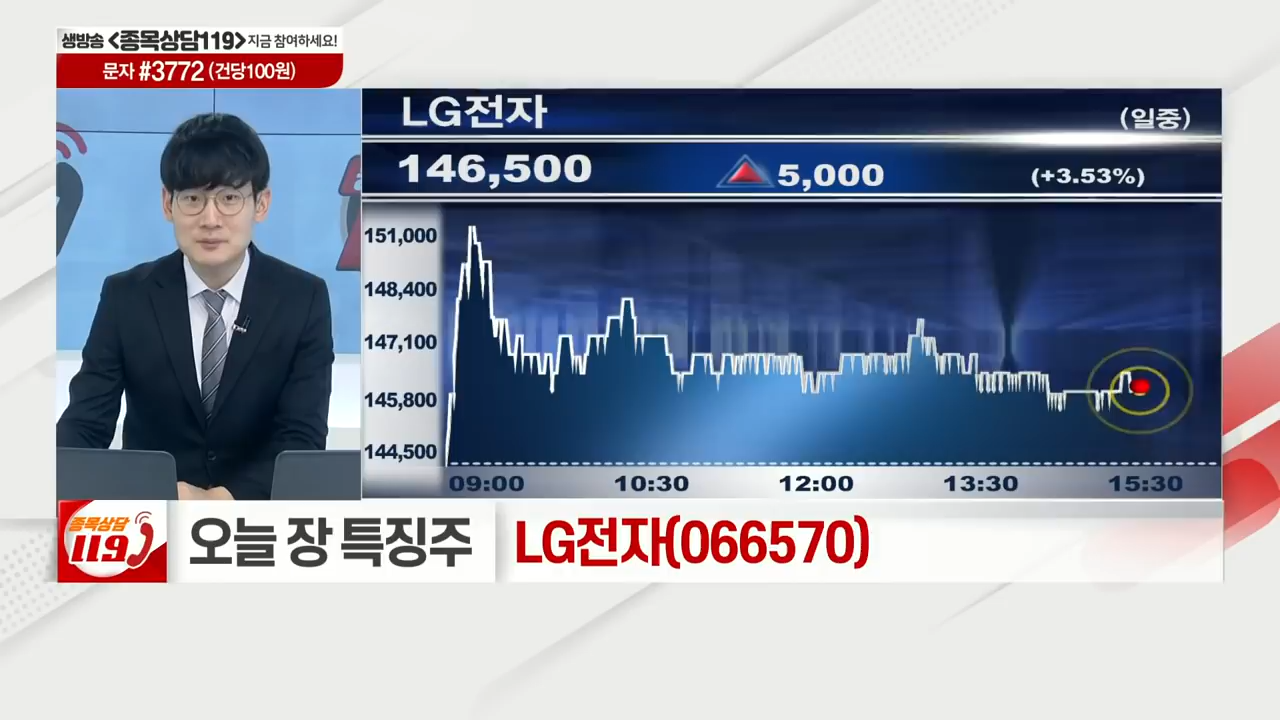 생방송 <종목상담119> 지금 참여하세요!
문자 #3772 (건당100원)
LG전자
(일중)
146,500
5,000
(+3.53%)
151,000
148,400
147,100
145,800
144,500
09:00 10:30 12:00 13:30 15:30
종목상담
119
오늘 장 특징주
LG전자(066570)